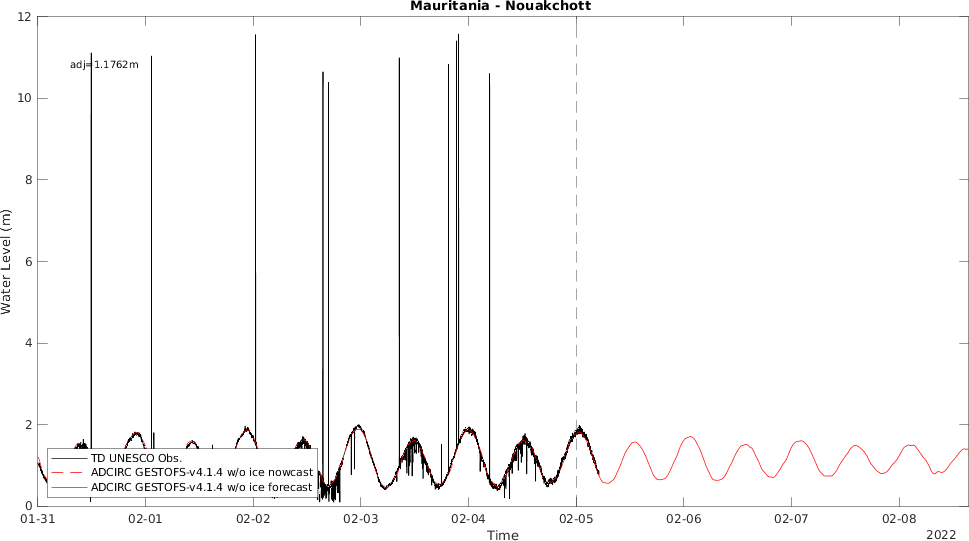 Mauritania - Nouakchott
12
adj=1.1762m
10
8
6
4
2
0
Water Level (m)
TD UNESCO Obs.
ADCIRC GESTOFS-v4.1.4 w/o ice nowcast
ADCIRC GESTOFS-v4.1.4 w/o ice forecast
01-31 02-01 02-02 02-03 02-04 02-05 02-06 02-07 02-08
Time
2022